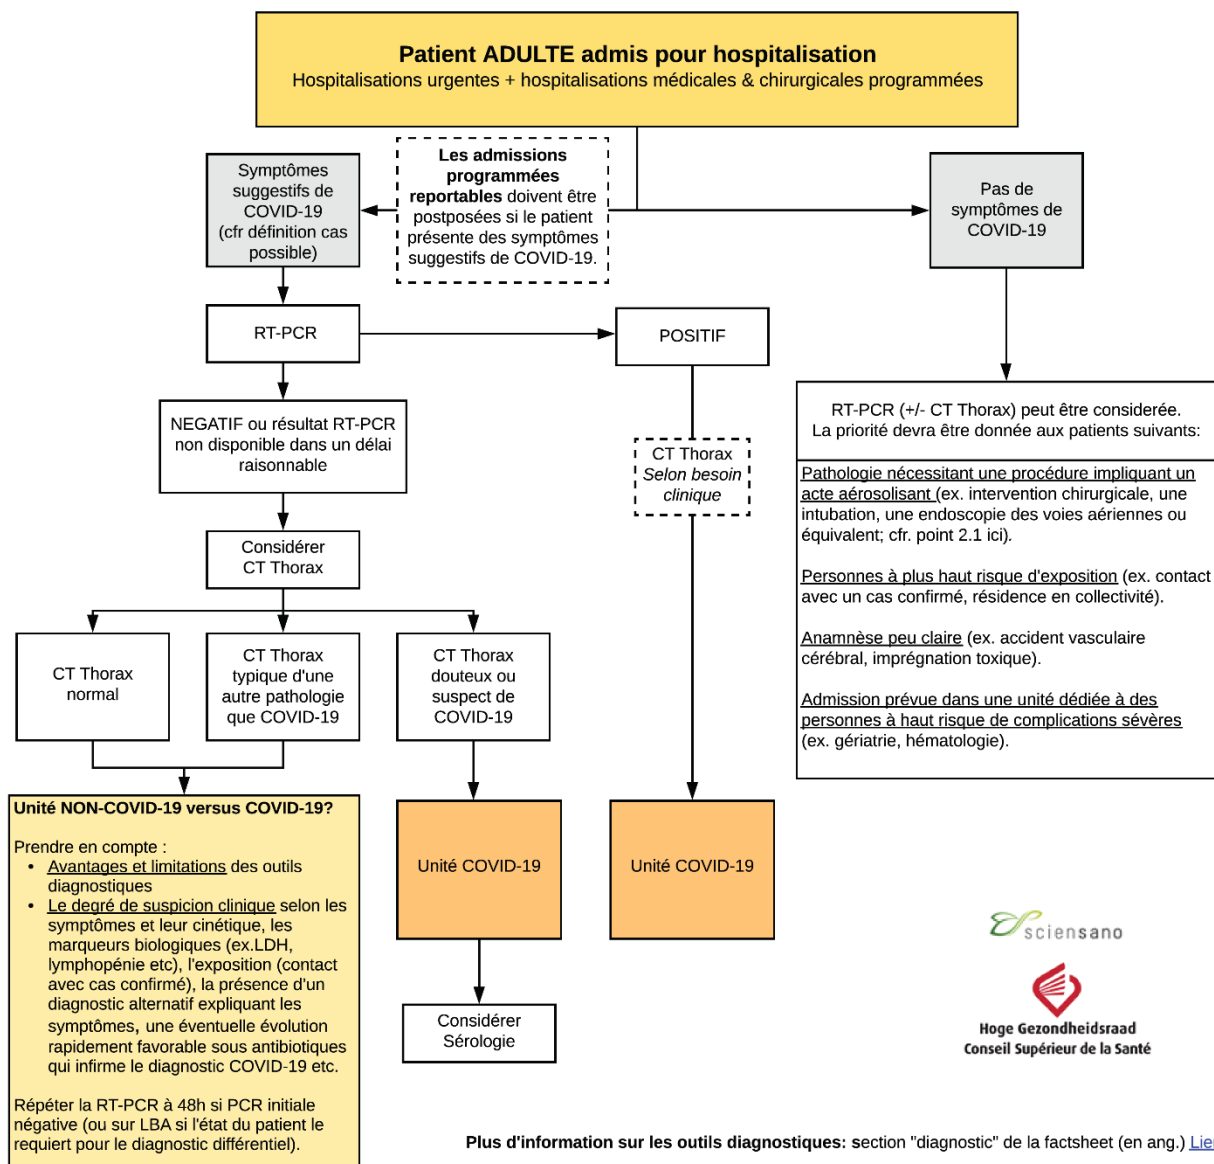 Patient ADULTE admis pour hospitalisation
Hospitalisations urgentes + hospitalisations médicales & chirurgicales programmées
Symptômes
suggestifs de
COVID-19
(cfr définition cas
possible)
Les admissions
programmées
reportables doivent être
postposées si le patient
présente des symptômes
suggestifs de COVID-19.
Pas de
symptômes de
COVID-19
RT-PCR
POSITIF
NEGATIF ou résultat RT-PCR
non disponible dans un délai
raisonnable
CT Thorax
Selon besoin
clinique
RT-PCR (+/- CT Thorax) peut être considerée.
La priorité devra être donnée aux patients suivants:
Pathologie nécessitant une procédure impliquant un
acte aérosolisant (ex. intervention chirurgicale, une
intubation, une endoscopie des voies aériennes ou
équivalent; cfr. point 2.1 ici).
Personnes à plus haut risque d'exposition (ex. contact
avec un cas confirmé, résidence en collectivité).
Anamnèse peu claire (ex. accident vasculaire
cérébral, imprégnation toxique).
Admission prévue dans une unité dédiée à des
personnes à haut risque de complications sévères
(ex. gériatrie, hématologie).
Considérer
CT Thorax
CT Thorax
normal
CT Thorax
typique d'une
autre pathologie
que COVID-19
CT Thorax
douteux ou
suspect de
COVID-19
Unité NON-COVID-19 versus COVID-19?
Prendre en compte :
• Avantages et limitations des outils
diagnostiques
• Le degré de suspicion clinique selon les
symptômes et leur cinétique, les
marqueurs biologiques (ex.LDH,
lymphopénie etc), l'exposition (contact
avec cas confirmé), la présence d'un
diagnostic alternatif expliquant les
symptômes, une éventuelle évolution
rapidement favorable sous antibiotiques
qui infirme le diagnostic COVID-19 etc.
Répéter la RT-PCR à 48h si PCR initiale
négative (ou sur LBA si l'état du patient le
requiert pour le diagnostic différentiel).
Unité COVID-19
Unité COVID-19
Considérer
Sérologie
sciensano
Hoge Gezondheidsraad
Conseil Supérieur de la Santé
Plus d'information sur les outils diagnostiques: section "diagnostic" de la factsheet (en ang.) Lien